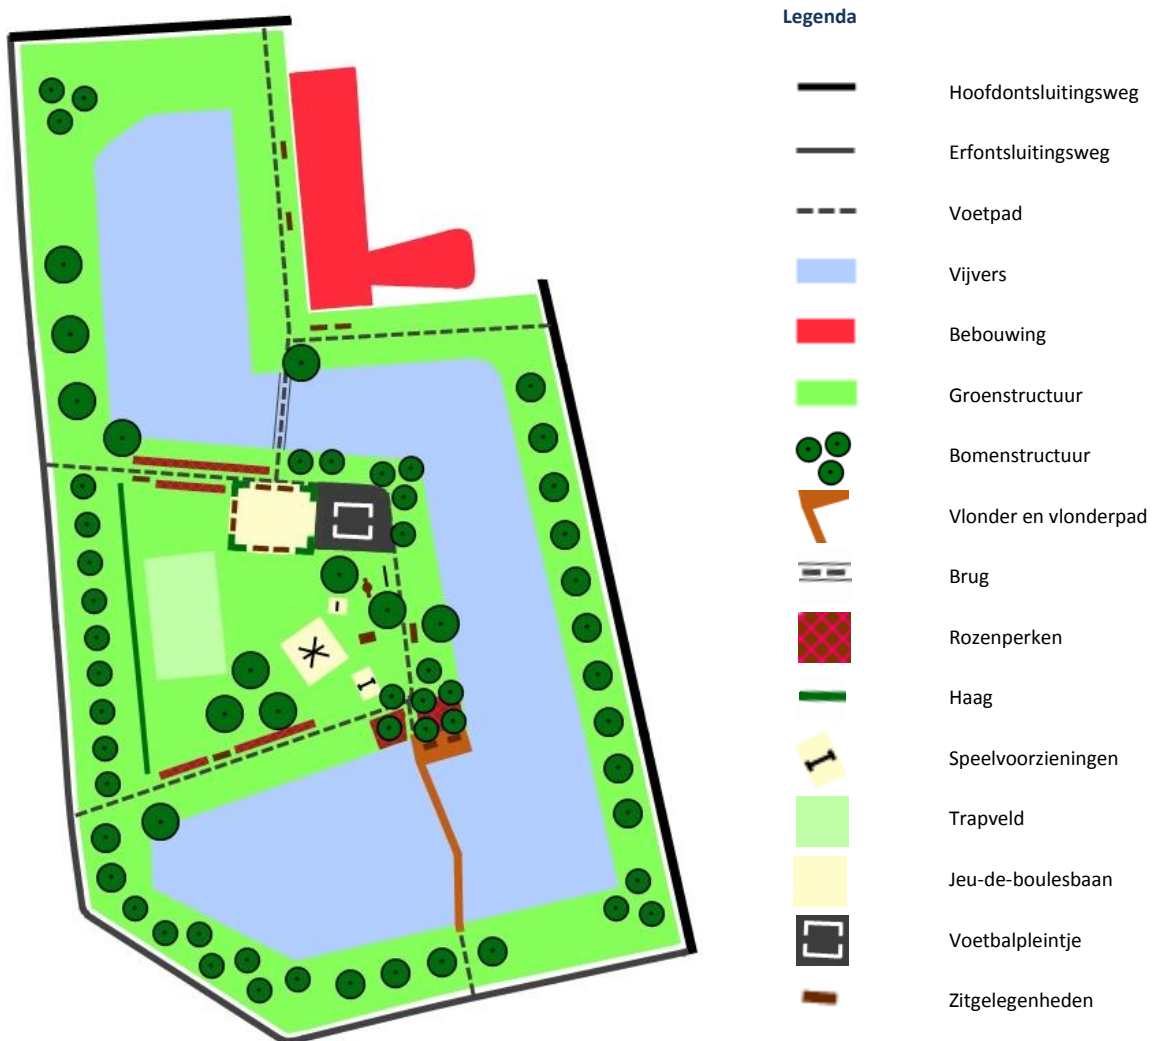 Legenda
Hoofdontsluitingsweg
Erfontsluitingsweg
Voetpad
Vijvers
Bebouwing
Groenstructuur
Bomenstructuur
Vlonder en vlonderpad
Brug
Rozenperken
Haag
Speelvoorzieningen
Trapveld
Jeu-de-boulesbaan
Voetbalpleintje
Zitgelegenheden